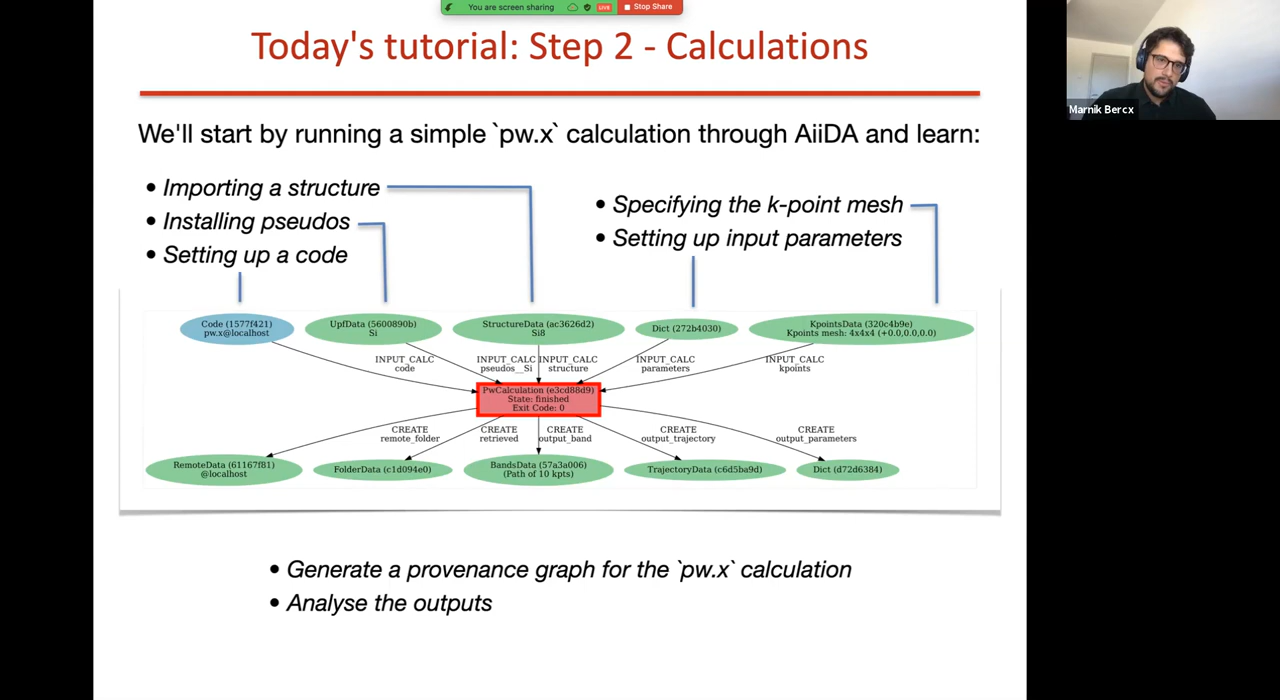 You are screen sharing
LIVE
Stop Share
Today's tutorial: Step 2 - Calculations
Marnik Bercx
We'll start by running a simple `pw.x` calculation through AiiDA and learn:
• Importing a structure
• Installing pseudos
• Setting up a code
• Specifying the k-point mesh
• Setting up input parameters
Code (1577f421)
pw.x@localhost
UpfData (5600890b)
Si
StructureData (ac3626d2)
Si8
Dict (272b4030)
KpointsData (320c4b9e)
Kpoints mesh: 4x4x4 (+0.0,0.0,0.0)
INPUT_CALC
code
INPUT_CALC
pseudos__Si
INPUT_CALC
structure
INPUT_CALC
parameters
INPUT_CALC
kpoints
PwCalculation (e3cd88d9)
State: finished
Exit Code: 0
CREATE
remote_folder
CREATE
retrieved
CREATE
output_band
CREATE
output_trajectory
CREATE
output_parameters
RemoteData (61167f81)
@localhost
FolderData (c1d094e0)
BandsData (57a3a006)
(Path of 10 kpts)
TrajectoryData (c6d5ba9d)
Dict (d72d6384)
• Generate a provenance graph for the `pw.x` calculation
• Analyse the outputs